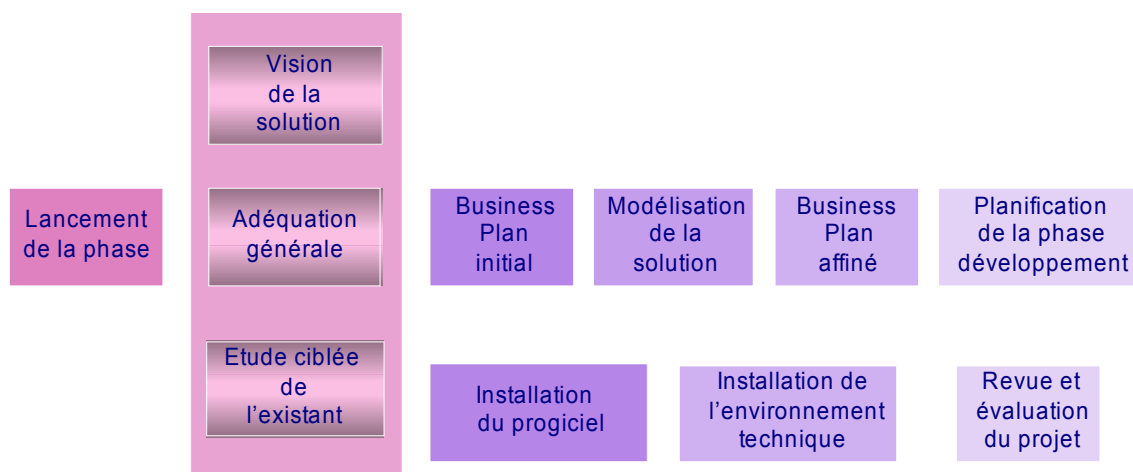 Lancement
de la phase
Vision
de la
solution
Adéquation
générale
Etude ciblée
de
l’existant
Business
Plan
initial
Modélisation
de la
solution
Business
Plan
affiné
Planification
de la phase
développement
Installation
du progiciel
Installation de
l’environnement
technique
Revue et
évaluation
du projet